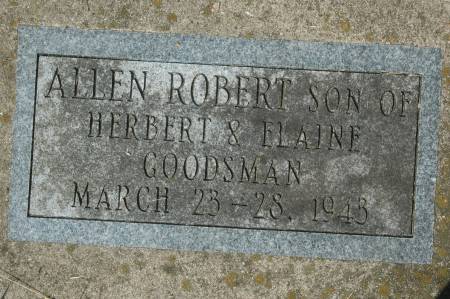 ALLEN ROBERT SON OF
HERBERT & ELAINE
GOODSMAN
MARCH 23-28, 1943